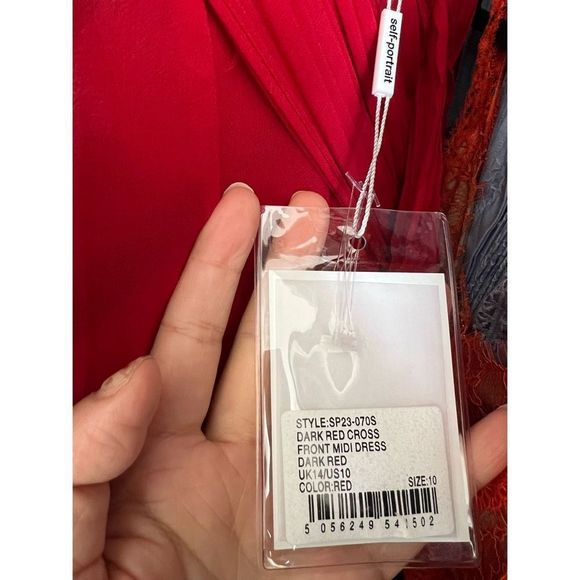 self-portrait
STYLE:SP23-070S
DARK RED CROSS
FRONT MIDI DRESS
DARK RED
UK14/US10
COLOR:RED SIZE:10
5 056249 541502